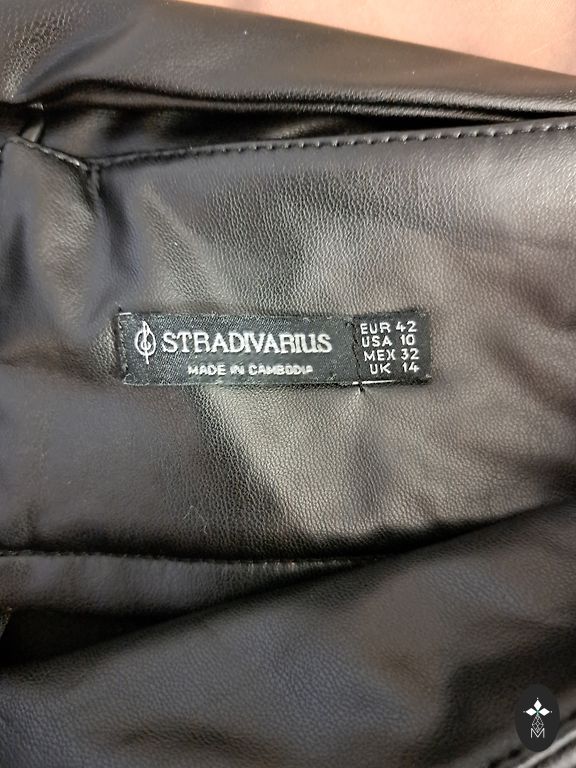 STRADIVARIUS
MADE IN CAMBODIA
EUR 42
USA 10
MEX 32
UK 14
M